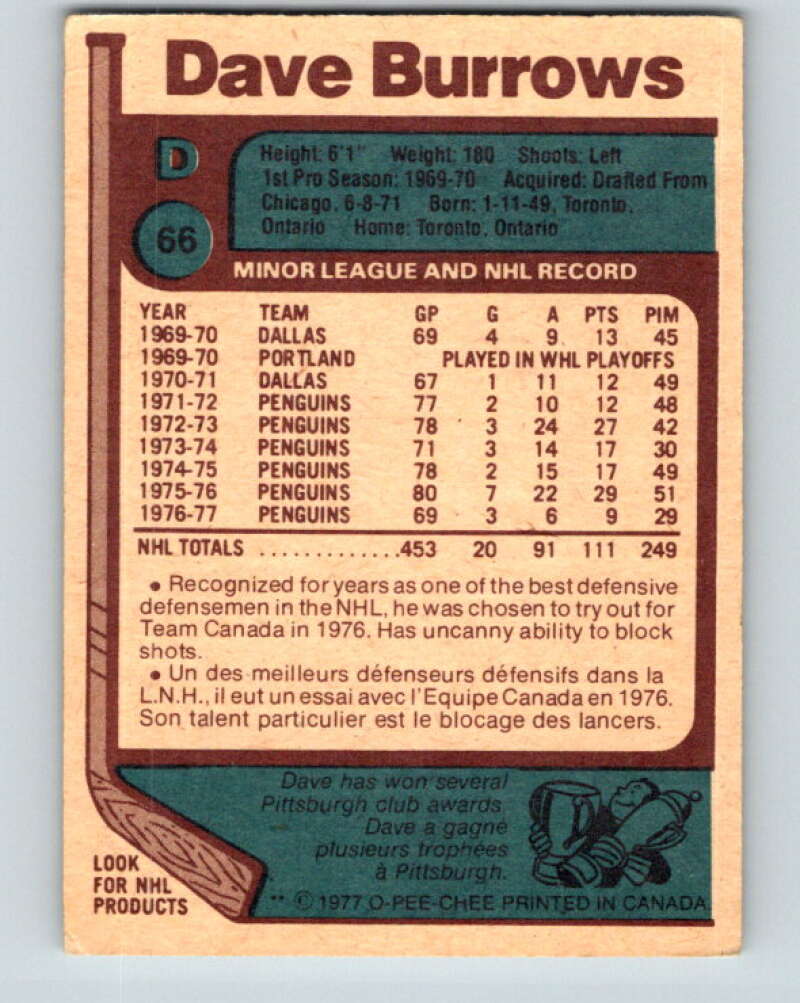 Dave Burrows
D
66
Height: 6'1" Weight: 180 Shoots: Left
1st Pro Season: 1969-70 Acquired: Drafted From
Chicago, 6-8-71 Born: 1-11-49, Toronto,
Ontario Home: Toronto, Ontario
MINOR LEAGUE AND NHL RECORD
YEAR TEAM GP G A PTS PIM
1969-70 DALLAS 69 4 9 13 45
1969-70 PORTLAND PLAYED IN WHL PLAYOFFS
1970-71 DALLAS 67 1 11 12 49
1971-72 PENGUINS 77 2 10 12 48
1972-73 PENGUINS 78 3 24 27 42
1973-74 PENGUINS 71 3 14 17 30
1974-75 PENGUINS 78 2 15 17 49
1975-76 PENGUINS 80 7 22 29 51
1976-77 PENGUINS 69 3 6 9 29
NHL TOTALS .............453 20 91 111 249
• Recognized for years as one of the best defensive
defensemen in the NHL, he was chosen to try out for
Team Canada in 1976. Has uncanny ability to block
shots.
• Un des meilleurs défenseurs défensifs dans la
L.N.H., il eut un essai avec l'Equipe Canada en 1976.
Son talent particulier est le blocage des lancers.
Dave has won several
Pittsburgh club awards.
Dave a gagné
plusieurs trophées
à Pittsburgh.
LOOK
FOR NHL
PRODUCTS
** © 1977 O-PEE-CHEE PRINTED IN CANADA